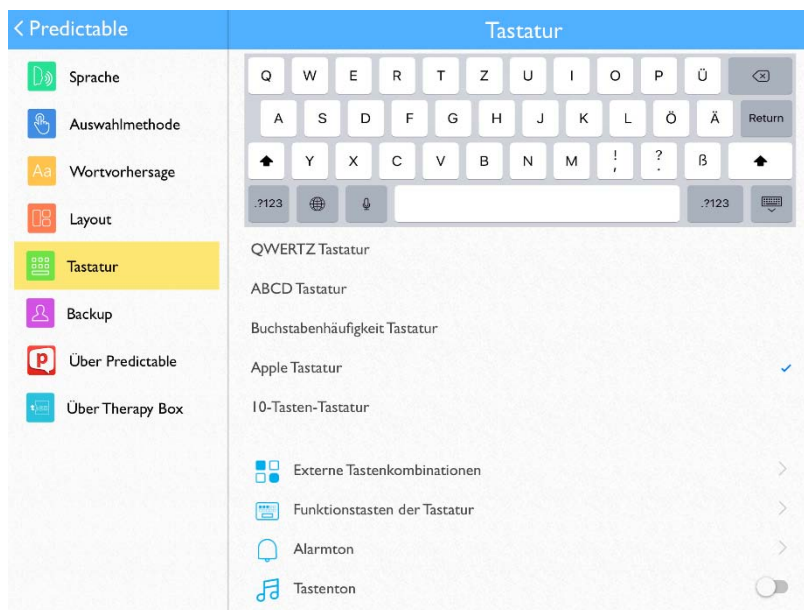 < Predictable
Tastatur
Sprache
Auswahlmethode
Aa Wortvorhersage
Layout
Tastatur
Backup
Über Predictable
Über Therapy Box
Q W E R T Z U I O P Ü
A S D F G H J K L Ö Ä Return
Y X C V B N M ! , ? . ß
.?123 .?123
QWERTZ Tastatur
ABCD Tastatur
Buchstabenhäufigkeit Tastatur
Apple Tastatur
10-Tasten-Tastatur
Externe Tastenkombinationen
Funktionstasten der Tastatur
Alarmton
Tastenton